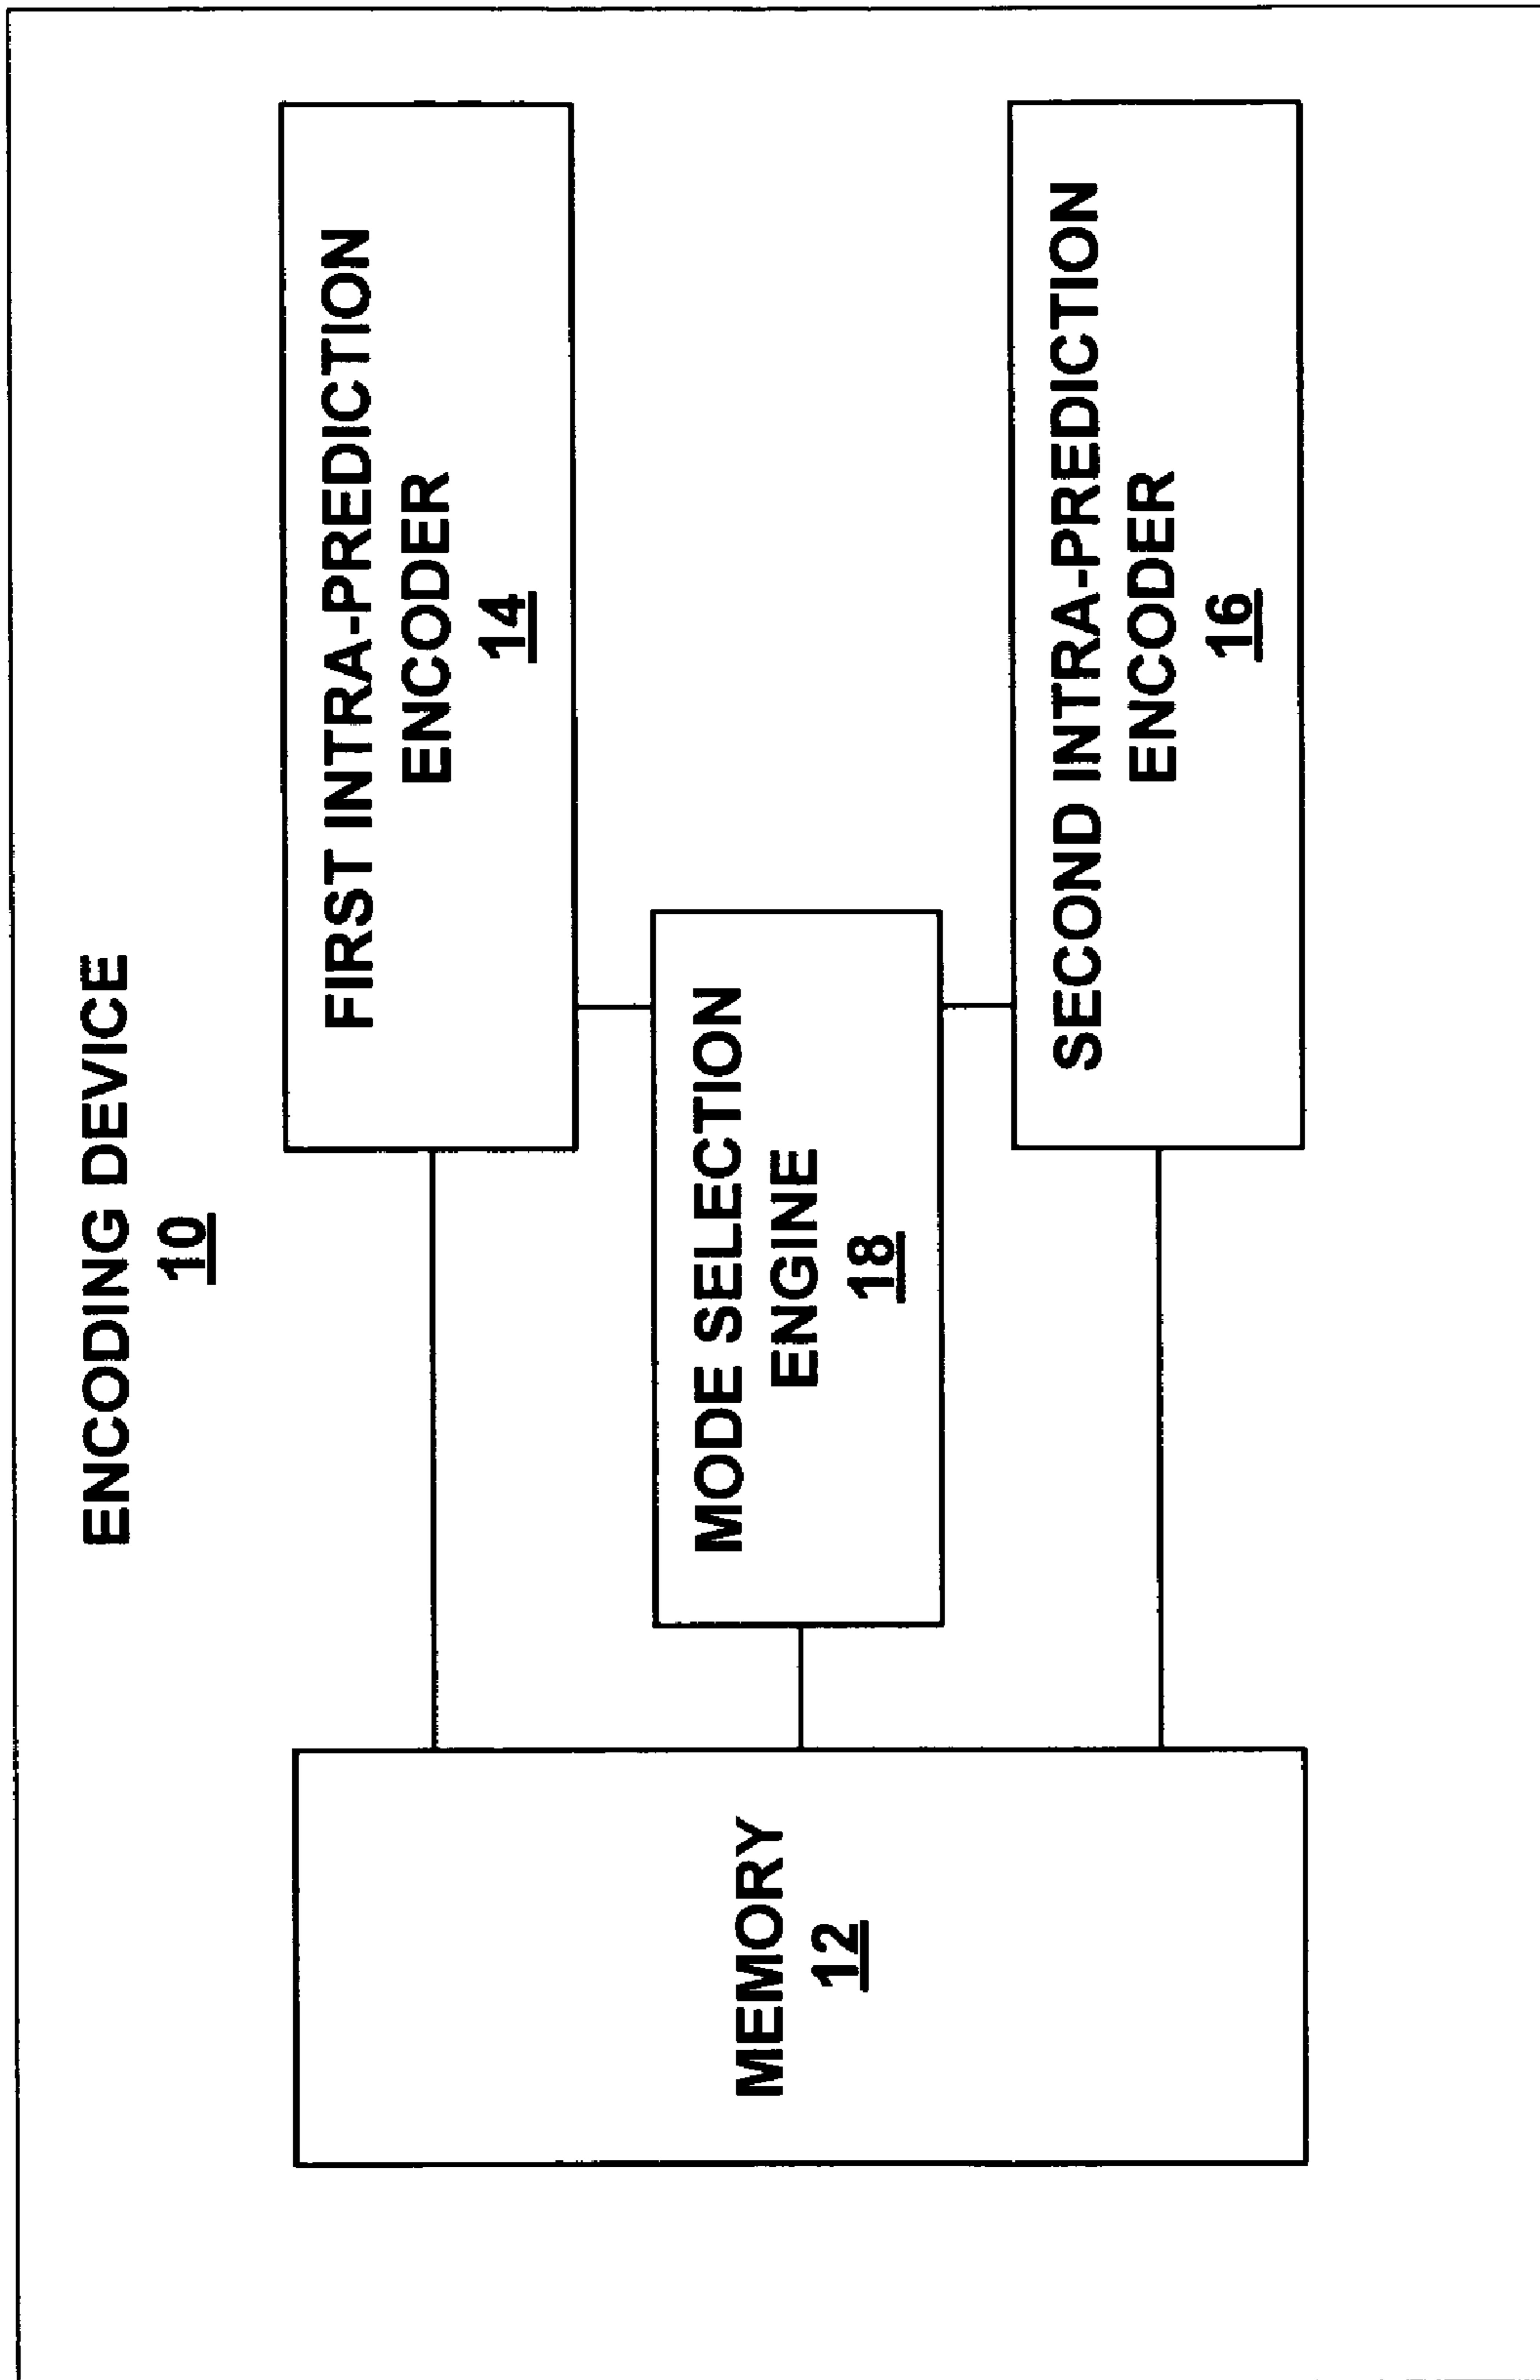 ENCODING DEVICE
10
MEMORY
12
FIRST INTRA-PREDICTION
ENCODER
14
MODE SELECTION
ENGINE
18
SECOND INTRA-PREDICTION
ENCODER
16